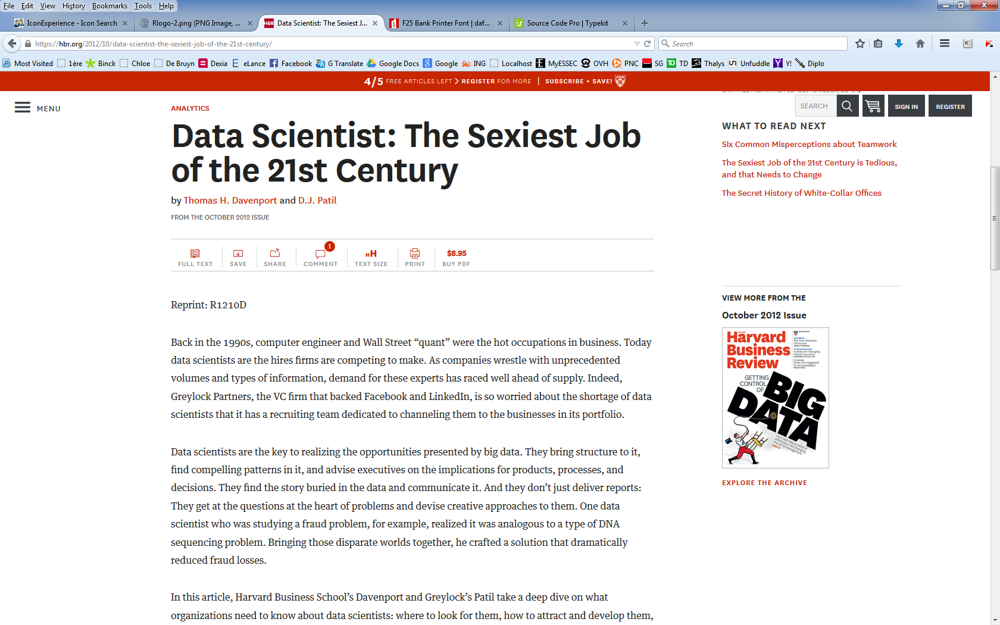 File Edit View History Bookmarks Tools Help
IconExperience - Icon Search
Rlogo-2.png (PNG Image, ...
HBR Data Scientist: The Sexiest J...
F25 Bank Printer Font | daf...
Source Code Pro | Typekit
https://hbr.org/2012/10/data-scientist-the-sexiest-job-of-the-21st-century/
Search
Most Visited 1ère Binck Chloe De Bruyn Dexia eLance Facebook G Translate Google Docs Google ING Localhost MyESSEC OVH PNC SG TD Thalys Unfuddle Y! Diplo
4/5 FREE ARTICLES LEFT > REGISTER FOR MORE | SUBSCRIBE + SAVE!
MENU
SEARCH
SIGN IN
REGISTER
ANALYTICS
Data Scientist: The Sexiest Job
of the 21st Century
by Thomas H. Davenport and D.J. Patil
FROM THE OCTOBER 2012 ISSUE
FULL TEXT
SAVE
SHARE
1
COMMENT
HH
TEXT SIZE
PRINT
$8.95
BUY PDF
Reprint: R1210D
Back in the 1990s, computer engineer and Wall Street “quant” were the hot occupations in business. Today
data scientists are the hires firms are competing to make. As companies wrestle with unprecedented
volumes and types of information, demand for these experts has raced well ahead of supply. Indeed,
Greylock Partners, the VC firm that backed Facebook and LinkedIn, is so worried about the shortage of data
scientists that it has a recruiting team dedicated to channeling them to the businesses in its portfolio.
Data scientists are the key to realizing the opportunities presented by big data. They bring structure to it,
find compelling patterns in it, and advise executives on the implications for products, processes, and
decisions. They find the story buried in the data and communicate it. And they don’t just deliver reports:
They get at the questions at the heart of problems and devise creative approaches to them. One data
scientist who was studying a fraud problem, for example, realized it was analogous to a type of DNA
sequencing problem. Bringing those disparate worlds together, he crafted a solution that dramatically
reduced fraud losses.
In this article, Harvard Business School’s Davenport and Greylock’s Patil take a deep dive on what
organizations need to know about data scientists: where to look for them, how to attract and develop them,
WHAT TO READ NEXT
Six Common Misperceptions about Teamwork
The Sexiest Job of the 21st Century is Tedious,
and that Needs to Change
The Secret History of White-Collar Offices
VIEW MORE FROM THE
October 2012 Issue
Harvard
Business
Review
GETTING
CONTROL
OF
BIG
DATA
EXPLORE THE ARCHIVE